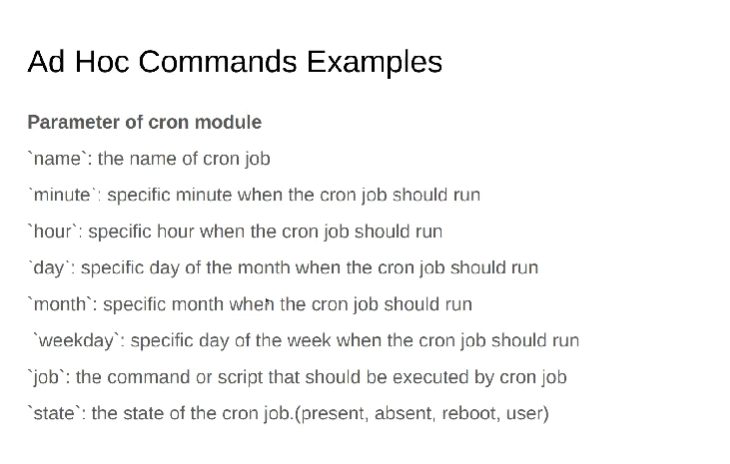 Ad Hoc Commands Examples
Parameter of cron module
`name`: the name of cron job
`minute`: specific minute when the cron job should run
`hour`: specific hour when the cron job should run
`day`: specific day of the month when the cron job should run
`month`: specific month when the cron job should run
`weekday`: specific day of the week when the cron job should run
`job`: the command or script that should be executed by cron job
`state`: the state of the cron job.(present, absent, reboot, user)